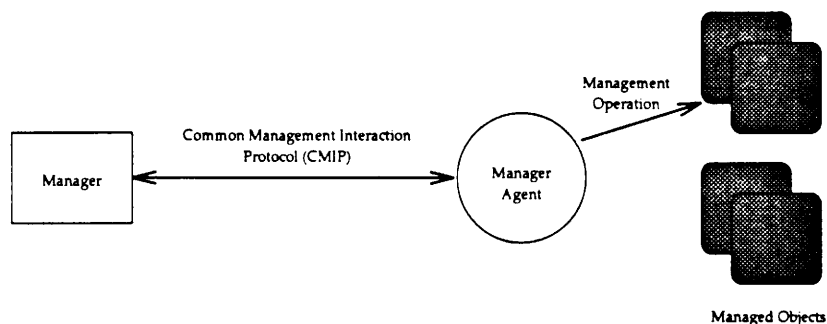 Management
Operation
Common Management Interaction
Protocol (CMIP)
Manager
Manager
Agent
Managed Objects